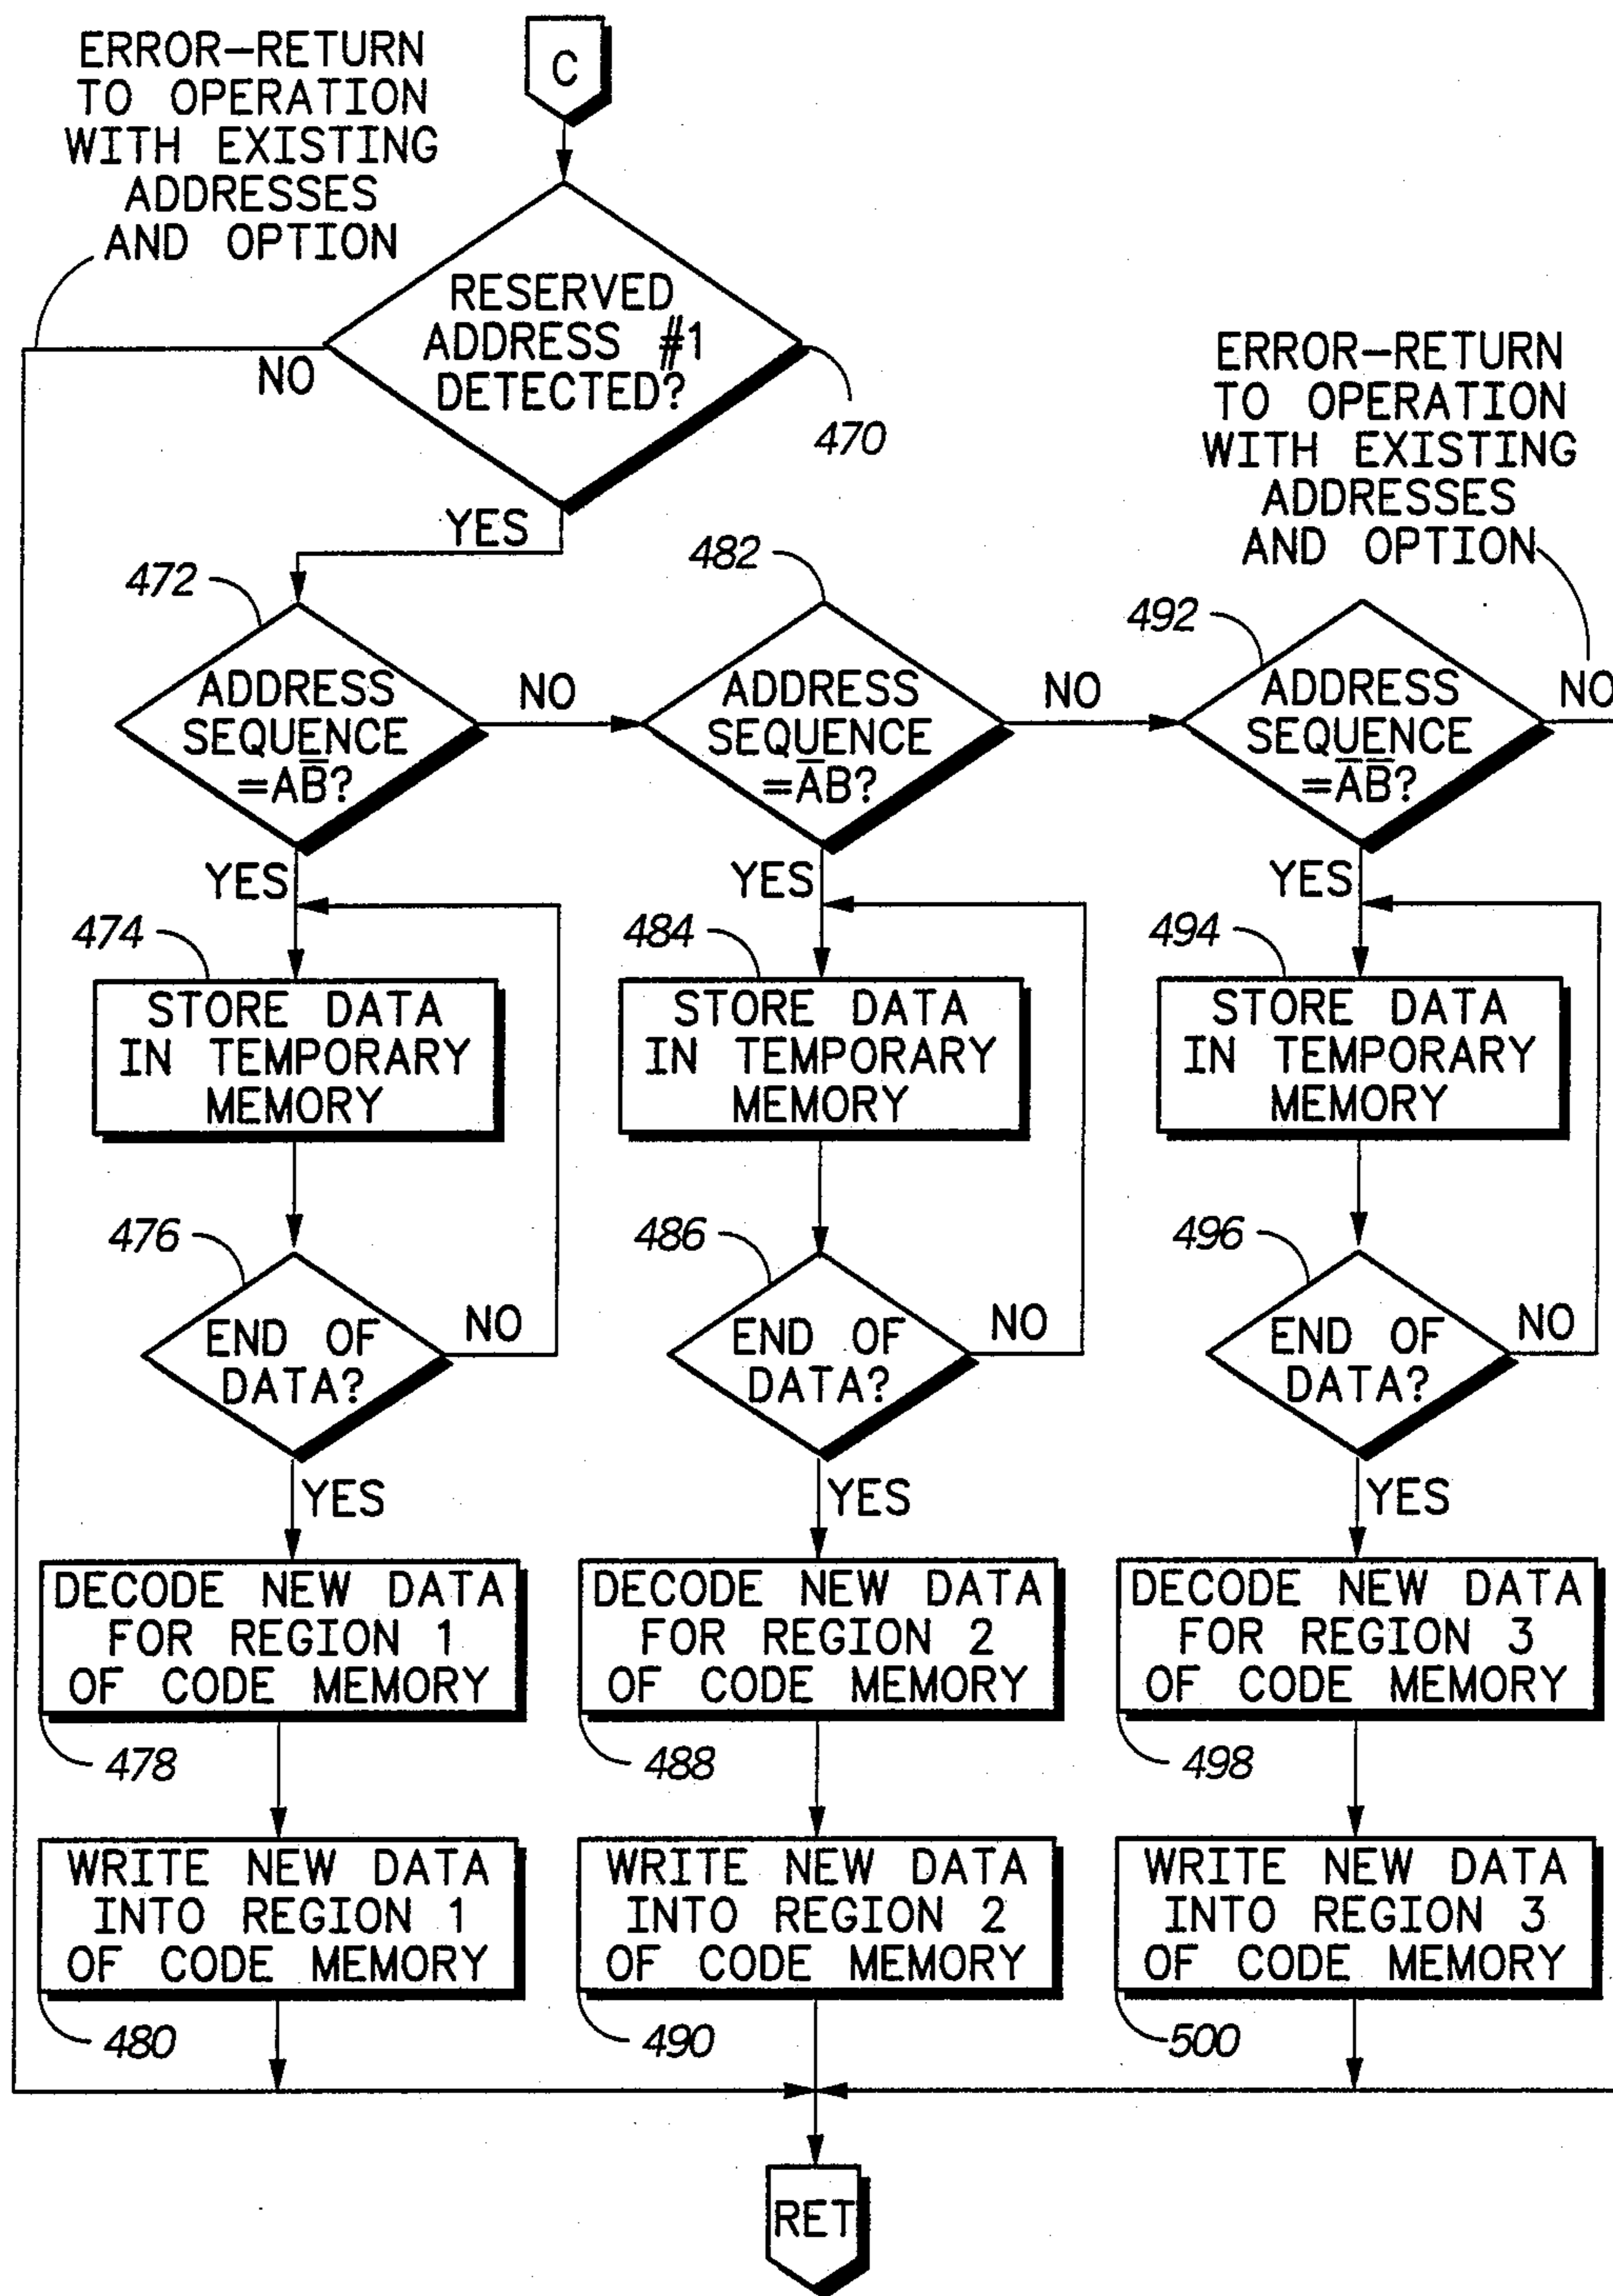 C
ERROR-RETURN
TO OPERATION
WITH EXISTING
ADDRESSES
AND OPTION
RESERVED
ADDRESS #1
DETECTED?
470
NO
YES
ERROR-RETURN
TO OPERATION
WITH EXISTING
ADDRESSES
AND OPTION
472
ADDRESS
SEQUENCE
=AB̅?
NO
482
ADDRESS
SEQUENCE
=A̅B?
NO
492
ADDRESS
SEQUENCE
=A̅B̅?
NO
YES
YES
YES
474
STORE DATA
IN TEMPORARY
MEMORY
484
STORE DATA
IN TEMPORARY
MEMORY
494
STORE DATA
IN TEMPORARY
MEMORY
476
END OF
DATA?
NO
YES
486
END OF
DATA?
NO
YES
496
END OF
DATA?
NO
YES
DECODE NEW DATA
FOR REGION 1
OF CODE MEMORY
478
DECODE NEW DATA
FOR REGION 2
OF CODE MEMORY
488
DECODE NEW DATA
FOR REGION 3
OF CODE MEMORY
498
WRITE NEW DATA
INTO REGION 1
OF CODE MEMORY
480
WRITE NEW DATA
INTO REGION 2
OF CODE MEMORY
490
WRITE NEW DATA
INTO REGION 3
OF CODE MEMORY
500
RET